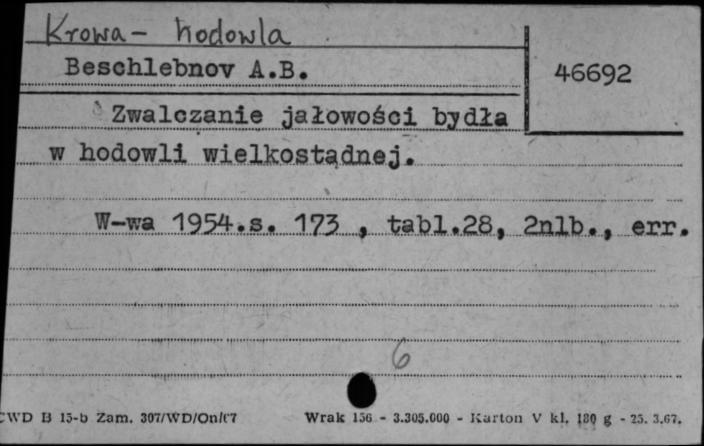 Krowa - hodowla
Beschlebnov A.B.
46692
Zwalczanie jałowości bydła
w hodowli wielkostądnej.
W-wa 1954.s. 173 , tabl.28, 2nlb., err.
6
CWD B 15-b Zam. 307/WD/On/67 Wrak 156 - 3.305.000 - Karton V kl. 180 g - 25. 3.67.